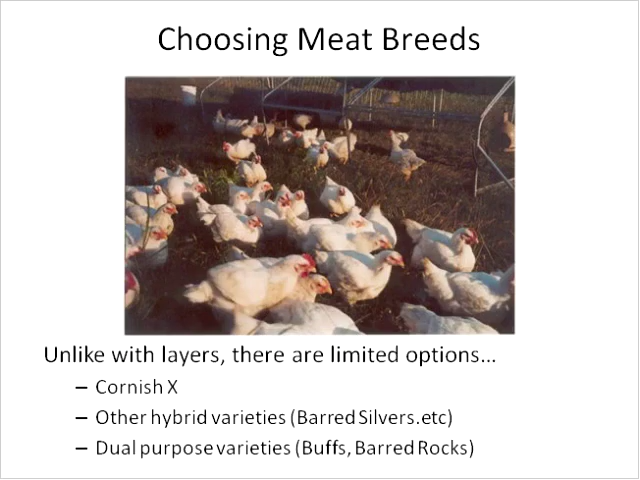 Choosing Meat Breeds
Unlike with layers, there are limited options…
– Cornish X
– Other hybrid varieties (Barred Silvers.etc)
– Dual purpose varieties (Buffs, Barred Rocks)